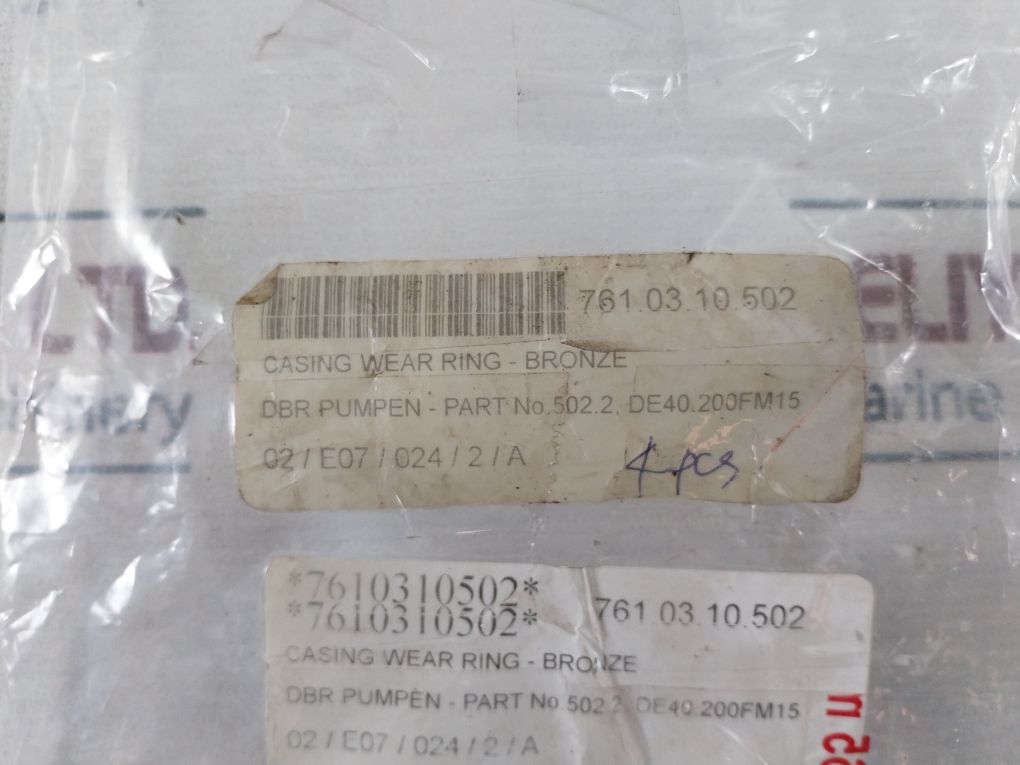 LTD.
761.03.10.502
CASING WEAR RING - BRONZE
DBR PUMPEN - PART No.502.2, DE40.200FM15
02 / E07 / 024 / 2 / A
4 pcs
arine
*7610310502*
*7610310502*
761.03.10.502
CASING WEAR RING - BRONZE
DBR PUMPEN - PART No.502.2, DE40.200FM15
02 / E07 / 024 / 2 / A